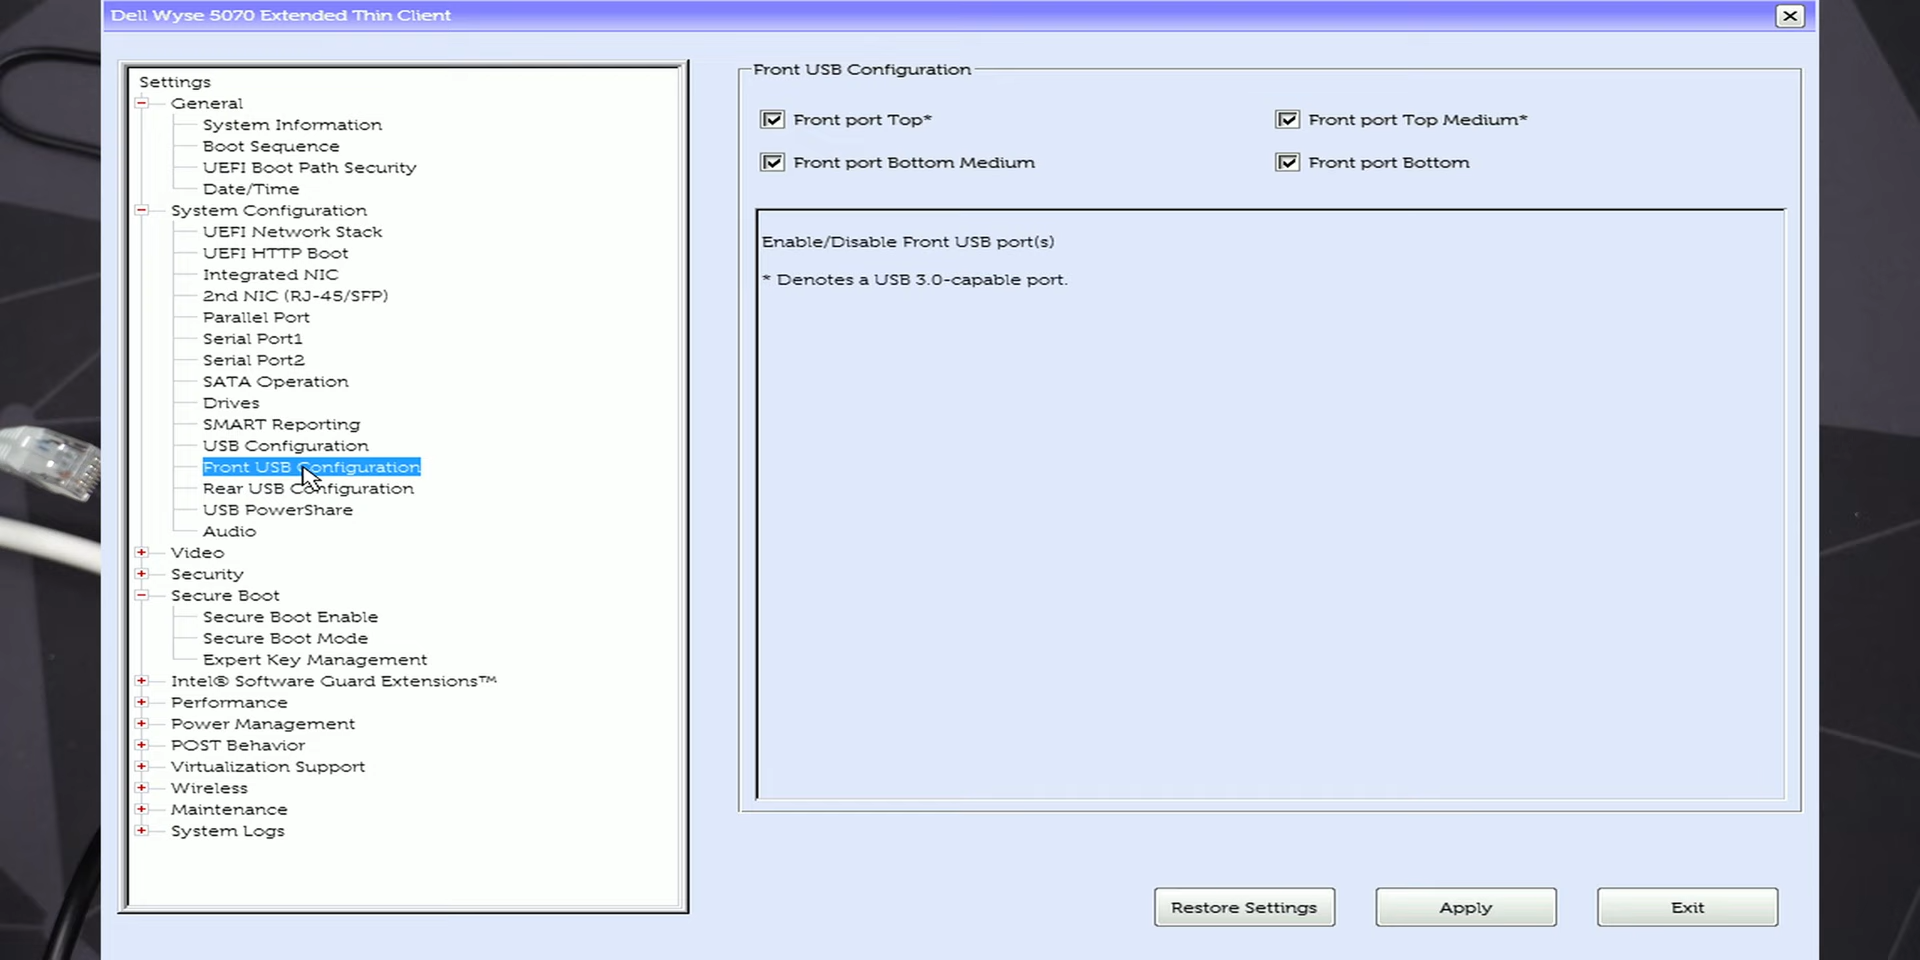 Dell Wyse 5070 Extended Thin Client
Settings
General
System Information
Boot Sequence
UEFI Boot Path Security
Date/Time
System Configuration
UEFI Network Stack
UEFI HTTP Boot
Integrated NIC
2nd NIC (RJ-45/SFP)
Parallel Port
Serial Port1
Serial Port2
SATA Operation
Drives
SMART Reporting
USB Configuration
Front USB Configuration
Rear USB Configuration
USB PowerShare
Audio
Video
Security
Secure Boot
Secure Boot Enable
Secure Boot Mode
Expert Key Management
Intel® Software Guard Extensions™
Performance
Power Management
POST Behavior
Virtualization Support
Wireless
Maintenance
System Logs
Front USB Configuration
Front port Top* Front port Top Medium*
Front port Bottom Medium Front port Bottom
Enable/Disable Front USB port(s)
* Denotes a USB 3.0-capable port.
Restore Settings Apply Exit